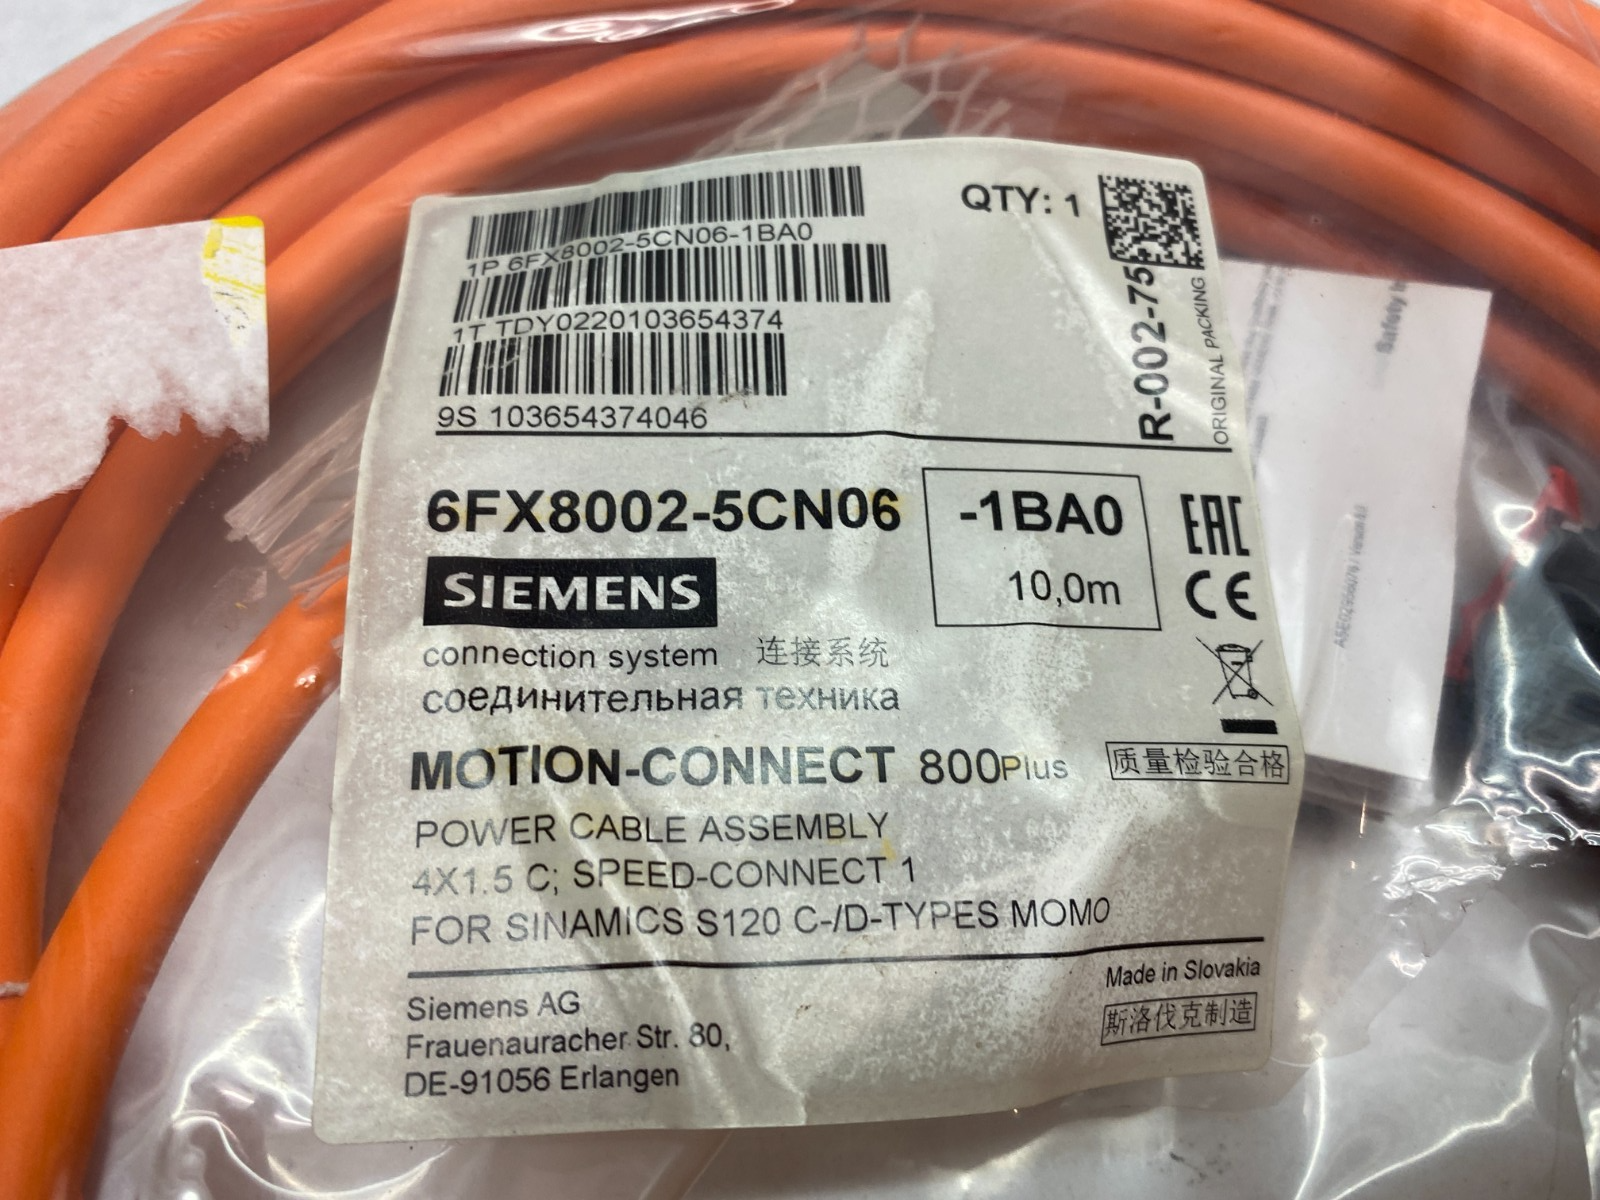 1P 6FX8002-5CN06-1BA0
1T TDY0220103654374
9S 103654374046
QTY: 1
R-002-75
ORIGINAL PACKING
6FX8002-5CN06 -1BA0
10,0m
EAC
CE
SIEMENS
connection system 连接系统
соединительная техника
MOTION-CONNECT 800Plus
质量检验合格
POWER CABLE ASSEMBLY
4X1.5 C; SPEED-CONNECT 1
FOR SINAMICS S120 C-/D-TYPES MOMO
Made in Slovakia
斯洛伐克制造
Siemens AG
Frauenauracher Str. 80,
DE-91056 Erlangen
Safety